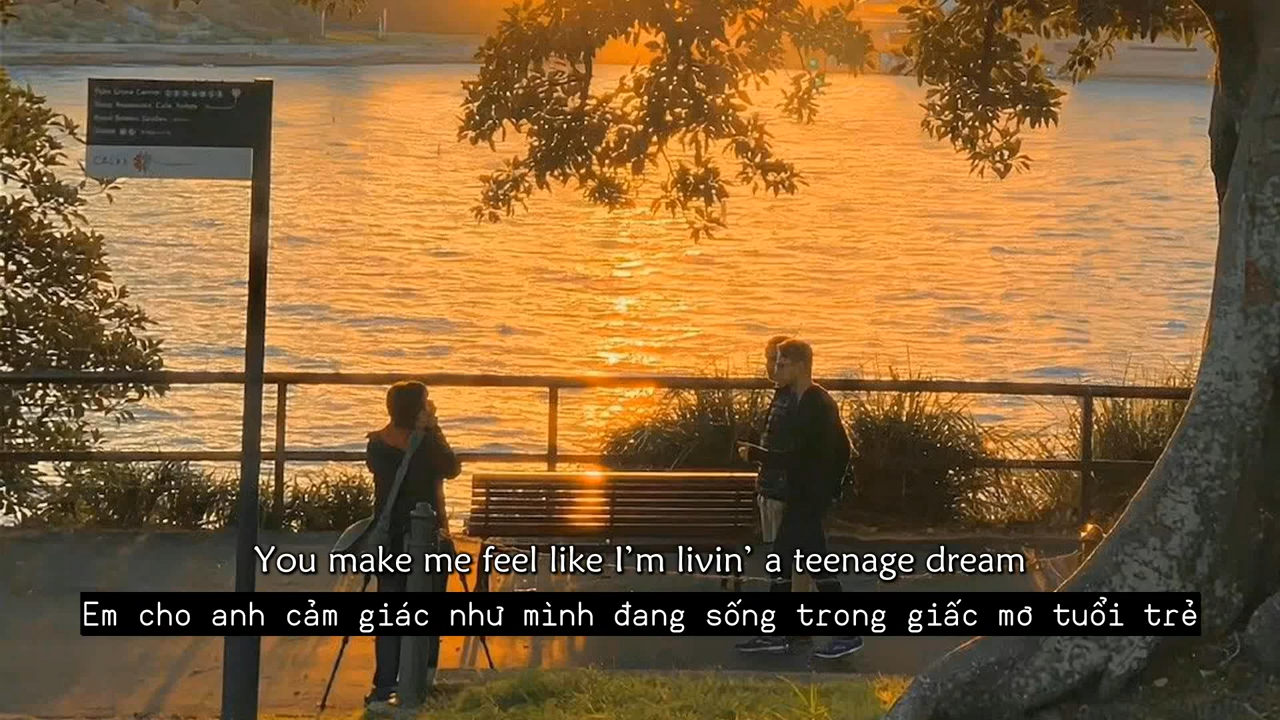 You make me feel like I'm livin' a teenage dream
Em cho anh cảm giác như mình đang sống trong giấc mơ tuổi trẻ